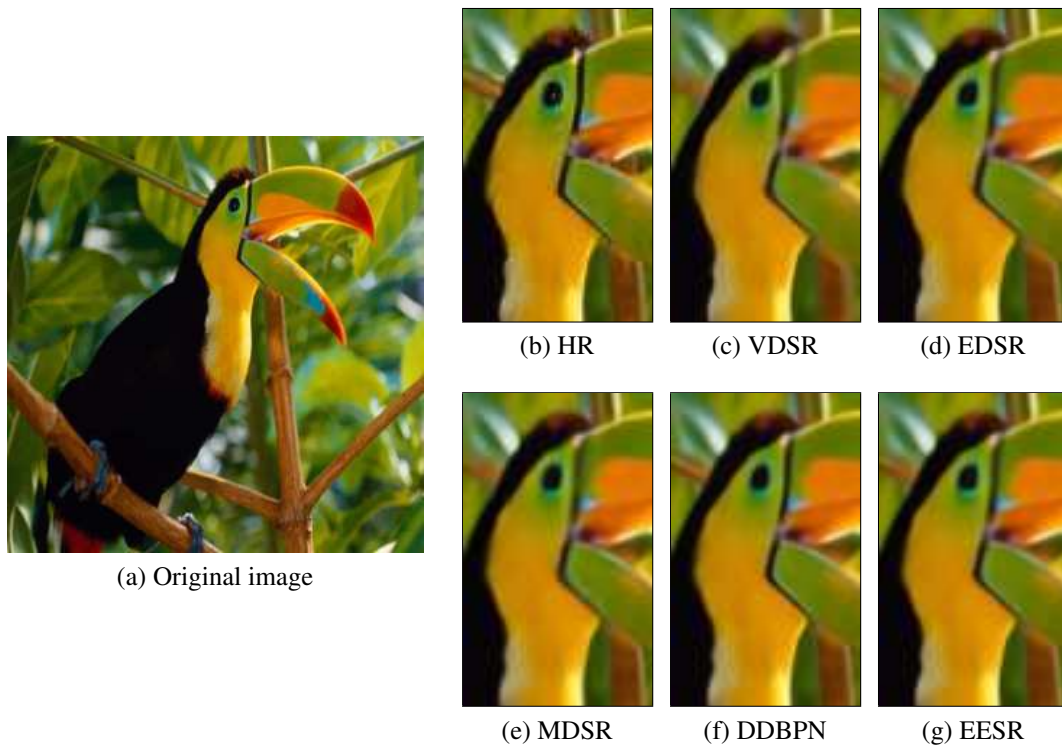 (a) Original image
(b) HR
(c) VDSR
(d) EDSR
(e) MDSR
(f) DDBPN
(g) EESR